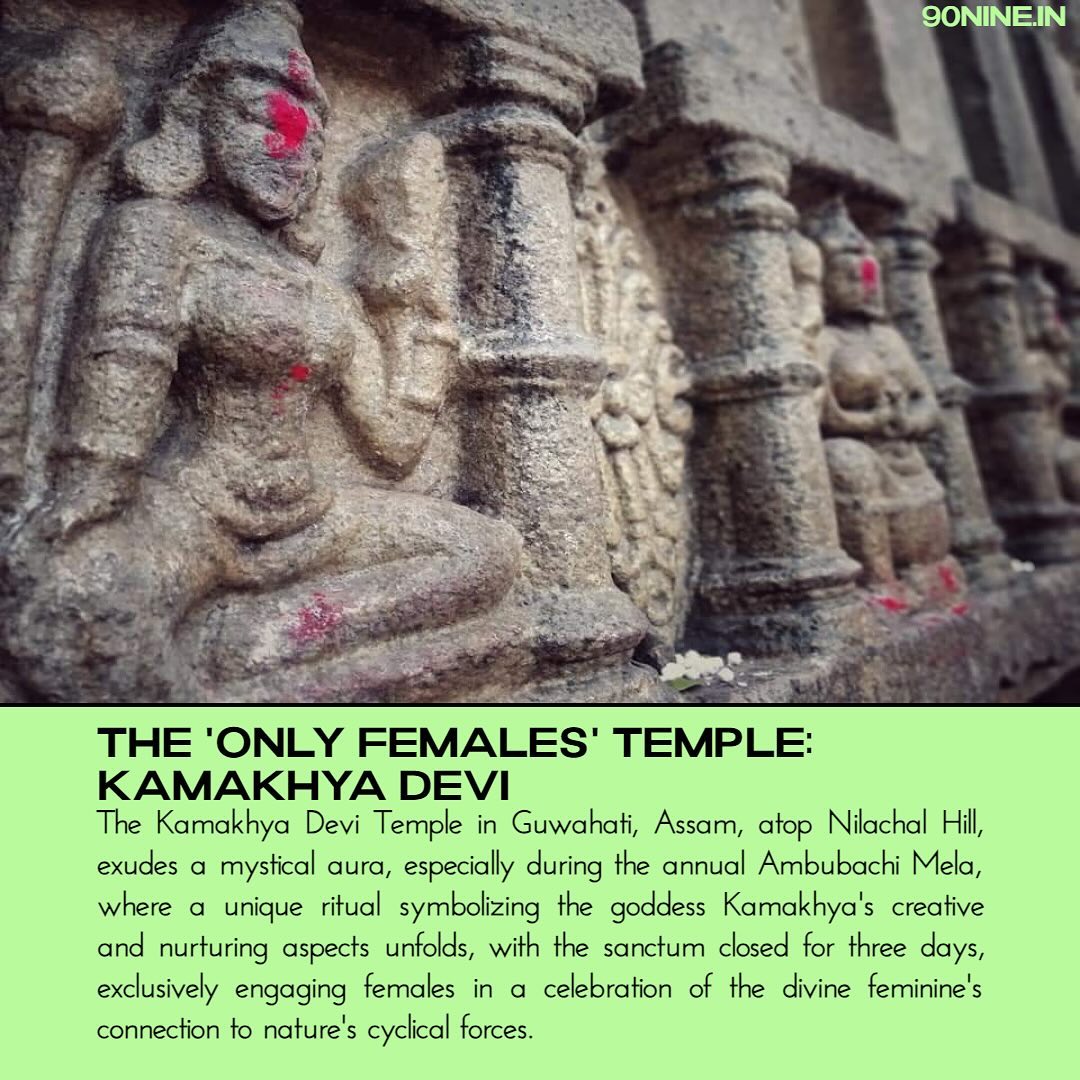 90NINE.IN
THE 'ONLY FEMALES' TEMPLE:
KAMAKHYA DEVI
The Kamakhya Devi Temple in Guwahati, Assam, atop Nilachal Hill,
exudes a mystical aura, especially during the annual Ambubachi Mela,
where a unique ritual symbolizing the goddess Kamakhya's creative
and nurturing aspects unfolds, with the sanctum closed for three days,
exclusively engaging females in a celebration of the divine feminine's
connection to nature's cyclical forces.